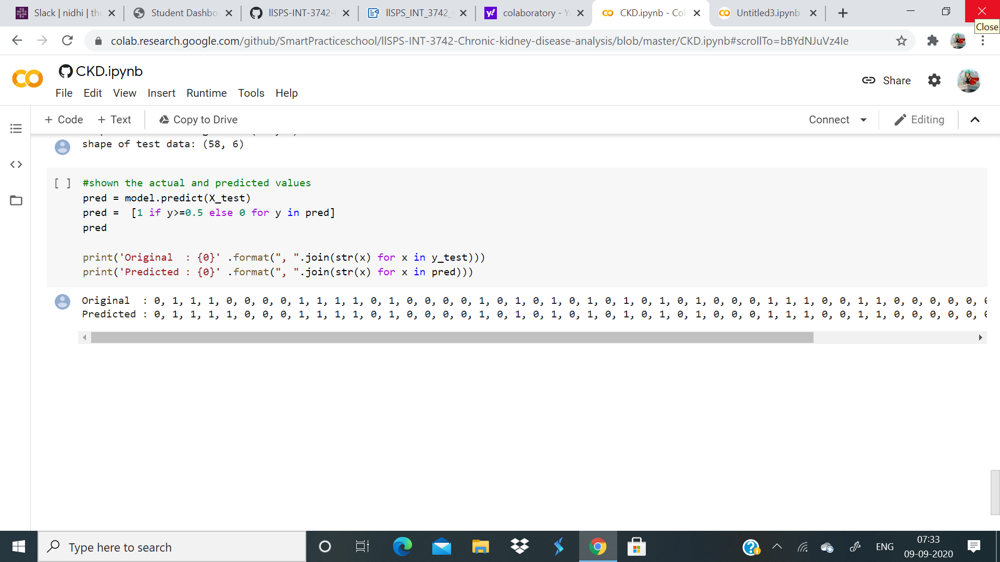 Slack | nidhi | the
Student Dashbo
llSPS-INT-3742-
llSPS_INT_3742_
colaboratory - Y
CKD.ipynb - Col
Untitled3.ipynb
Close
colab.research.google.com/github/SmartPracticeschool/llSPS-INT-3742-Chronic-kidney-disease-analysis/blob/master/CKD.ipynb#scrollTo=bBYdNJuVz4Ie
CKD.ipynb
Share
File Edit View Insert Runtime Tools Help
+ Code + Text Copy to Drive Connect Editing
shape of test data: (58, 6)
[ ] #shown the actual and predicted values
pred = model.predict(X_test)
pred =  [1 if y>=0.5 else 0 for y in pred]
pred
print('Original  : {0}' .format(", ".join(str(x) for x in y_test)))
print('Predicted : {0}' .format(", ".join(str(x) for x in pred)))
Original  : 0, 1, 1, 1, 0, 0, 0, 0, 1, 1, 1, 1, 0, 1, 0, 0, 0, 0, 1, 0, 1, 0, 1, 0, 1, 0, 1, 0, 1, 0, 1, 0, 0, 0, 1, 1, 1, 0, 0, 1, 1, 0, 0, 0, 0, 0, 0
Predicted : 0, 1, 1, 1, 1, 0, 0, 0, 1, 1, 1, 1, 0, 1, 0, 0, 0, 0, 1, 0, 1, 0, 1, 0, 1, 0, 1, 0, 1, 0, 1, 0, 0, 0, 1, 1, 1, 0, 0, 1, 1, 0, 0, 0, 0, 0, 0
Type here to search
ENG
07:33
09-09-2020